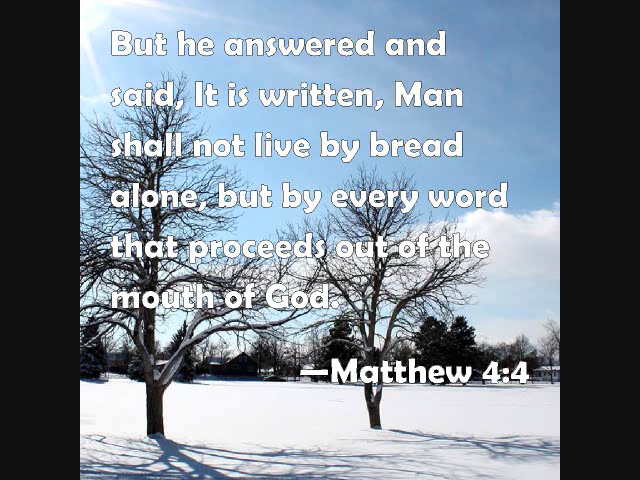 But he answered and
said, It is written, Man
shall not live by bread
alone, but by every word
that proceeds out of the
mouth of God.
—Matthew 4:4